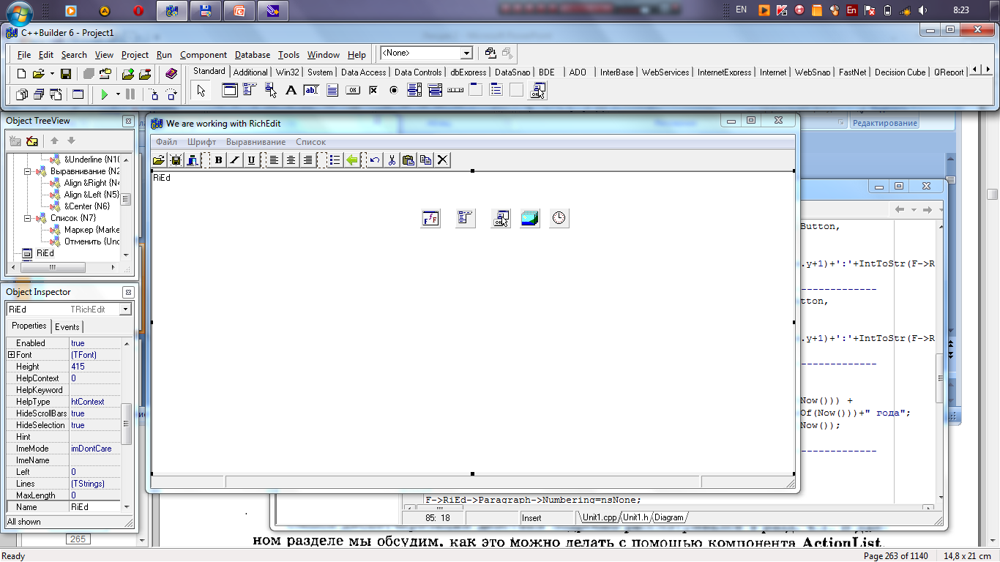 EN
En
8:23
C++Builder 6 - Project1
File Edit Search View Project Run Component Database Tools Window Help
<None>
Standard Additional Win32 System Data Access Data Controls dbExpress DataSnap BDE ADO InterBase WebServices InternetExpress Internet WebSnap FastNet Decision Cube QReport
Object TreeView
&Underline {N10
Выравнивание {N2
Align &Right {N4
Align &Left {N5}
&Center {N6}
Список {N7}
Маркер {Marke
Отменить {Und
RiEd
Object Inspector
RiEd TRichEdit
Properties Events
Enabled true
Font (TFont)
Height 415
HelpContext 0
HelpKeyword
HelpType htContext
HideScrollBars true
HideSelection true
Hint
ImeMode imDontCare
ImeName
Left 0
Lines (TStrings)
MaxLength 0
Name RiEd
All shown
We are working with RichEdit
Файл Шрифт Выравнивание Список
B I U
RiEd
Редактирование
Button,
.y+1)+':'+IntToStr(F->R
tton,
.y+1)+':'+IntToStr(F->R
Now())) +
Of(Now()))+" года";
Now());
F->RiEd->Paragraph->Numbering=nsNone;
85: 18 Insert Unit1.cpp Unit1.h Diagram
265
ном разделе мы обсудим, как это можно делать с помощью компонента ActionList
Ready Page 263 of 1140 14,8 x 21 cm